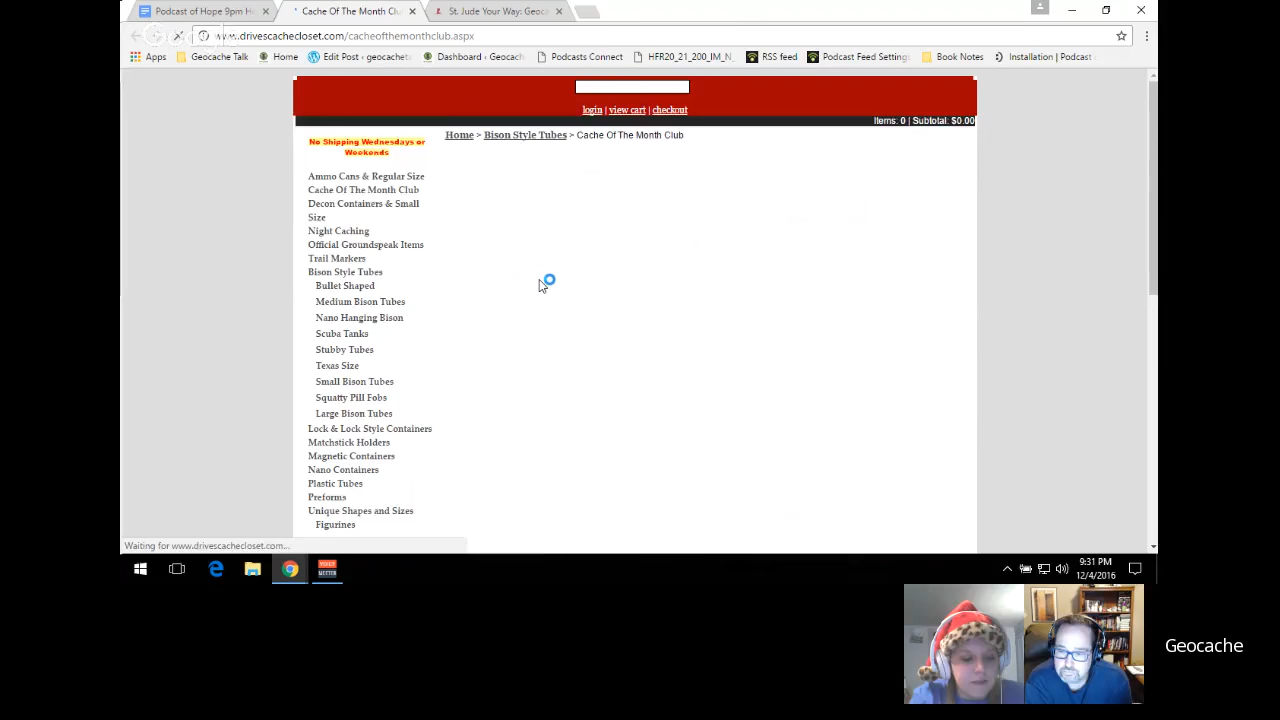 Podcast of Hope 9pm H
Cache Of The Month Clu
St. Jude Your Way: Geoca
Google
www.drivescachecloset.com/cacheofthemonthclub.aspx
Apps
Geocache Talk
Home
Edit Post ‹ geocachet
Dashboard ‹ Geocach
Podcasts Connect
HFR20_21_200_IM_N
RSS feed
Podcast Feed Setting
Book Notes
Installation | Podcast
login | view cart | checkout
Items: 0 | Subtotal: $0.00
No Shipping Wednesdays or
Weekends
Home > Bison Style Tubes > Cache Of The Month Club
Ammo Cans & Regular Size
Cache Of The Month Club
Decon Containers & Small
Size
Night Caching
Official Groundspeak Items
Trail Markers
Bison Style Tubes
Bullet Shaped
Medium Bison Tubes
Nano Hanging Bison
Scuba Tanks
Stubby Tubes
Texas Size
Small Bison Tubes
Squatty Pill Fobs
Large Bison Tubes
Lock & Lock Style Containers
Matchstick Holders
Magnetic Containers
Nano Containers
Plastic Tubes
Preforms
Unique Shapes and Sizes
Figurines
Waiting for www.drivescachecloset.com...
VOICE
MEETER
9:31 PM
12/4/2016
Geocache